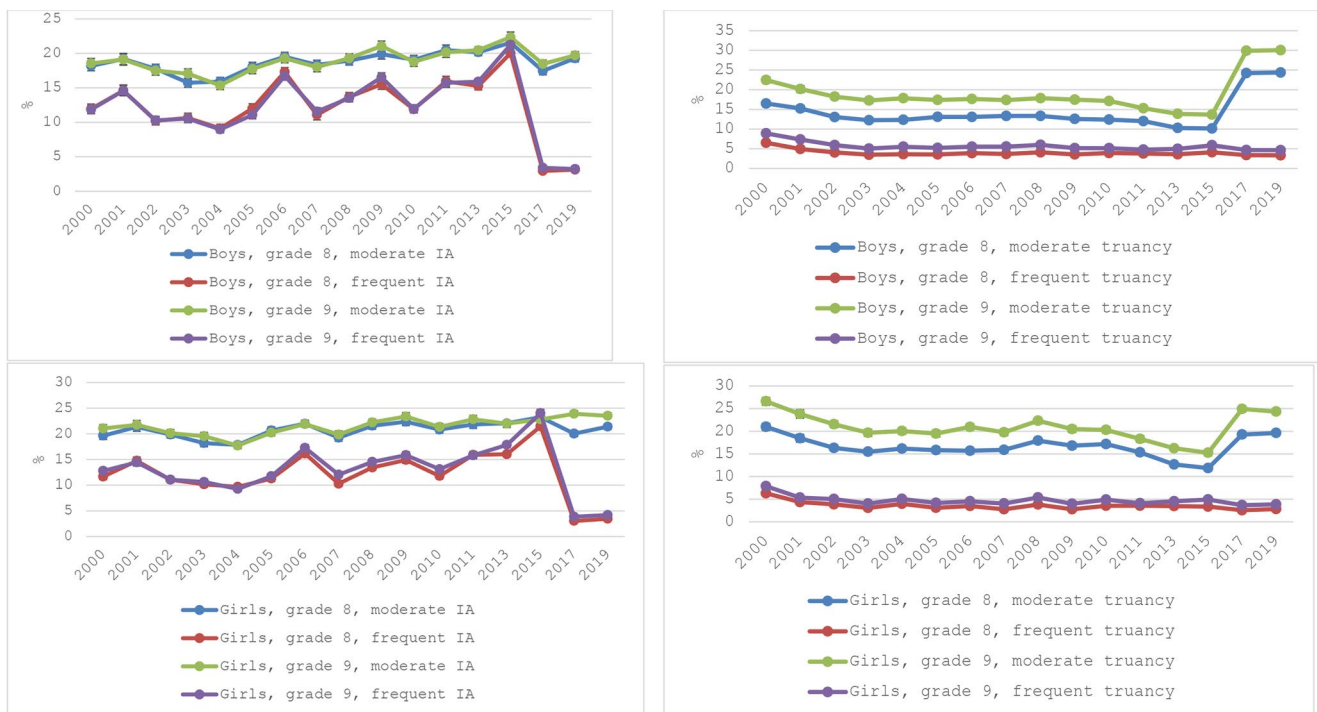 25
20
15
10
5
0
%
2000 2001 2002 2003 2004 2005 2006 2007 2008 2009 2010 2011 2013 2015 2017 2019
Boys, grade 8, moderate IA
Boys, grade 8, frequent IA
Boys, grade 9, moderate IA
Boys, grade 9, frequent IA
35
30
25
20
15
10
5
0
%
2000 2001 2002 2003 2004 2005 2006 2007 2008 2009 2010 2011 2013 2015 2017 2019
Boys, grade 8, moderate truancy
Boys, grade 8, frequent truancy
Boys, grade 9, moderate truancy
Boys, grade 9, frequent truancy
30
25
20
15
10
5
0
%
2000 2001 2002 2003 2004 2005 2006 2007 2008 2009 2010 2011 2013 2015 2017 2019
Girls, grade 8, moderate IA
Girls, grade 8, frequent IA
Girls, grade 9, moderate IA
Girls, grade 9, frequent IA
30
25
20
15
10
5
0
%
2000 2001 2002 2003 2004 2005 2006 2007 2008 2009 2010 2011 2013 2015 2017 2019
Girls, grade 8, moderate truancy
Girls, grade 8, frequent truancy
Girls, grade 9, moderate truancy
Girls, grade 9, frequent truancy